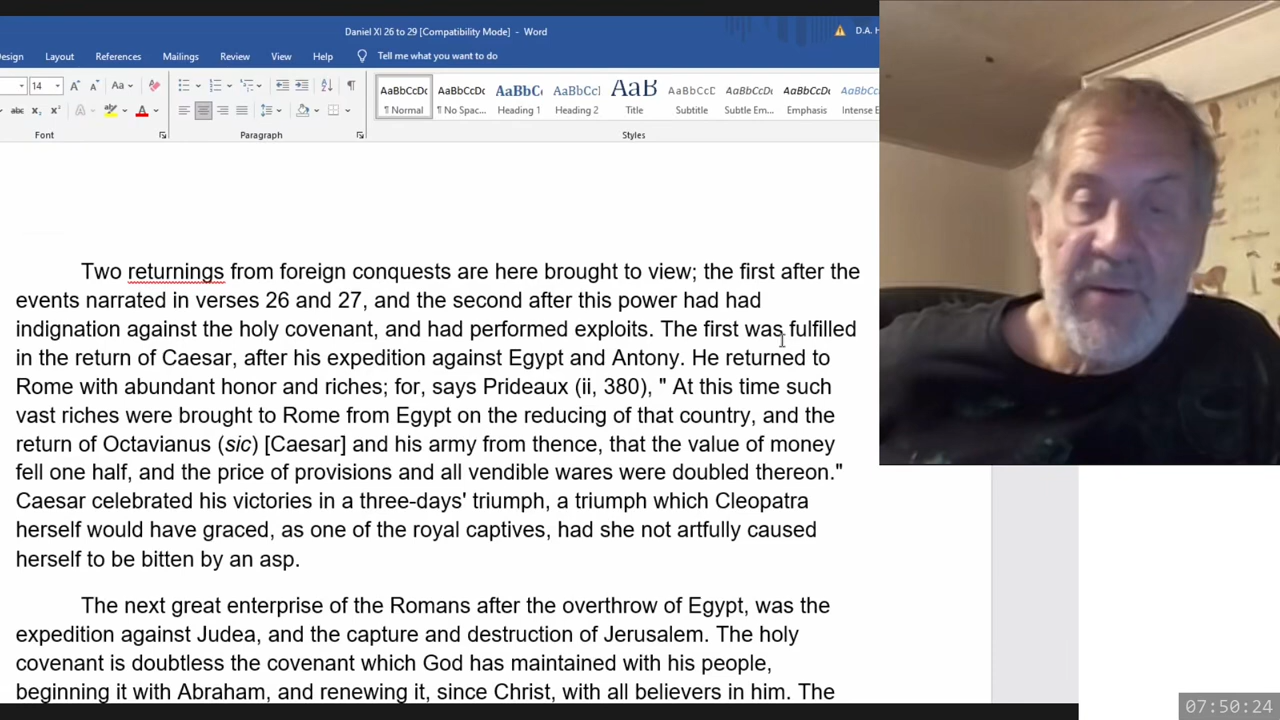 Daniel XI 26 to 29 [Compatibility Mode] - Word
D.A. H
esign Layout References Mailings Review View Help Tell me what you want to do
14 Aa
AaBbCcDc AaBbCcDc AaBbC AaBbCcC AaB AaBbCcD AaBbCcDc AaBbCcDc AaBbCcD
¶ Normal ¶ No Spac... Heading 1 Heading 2 Title Subtitle Subtle Em... Emphasis Intense E
Font Paragraph Styles
Two returnings from foreign conquests are here brought to view; the first after the
events narrated in verses 26 and 27, and the second after this power had had
indignation against the holy covenant, and had performed exploits. The first was fulfilled
in the return of Caesar, after his expedition against Egypt and Antony. He returned to
Rome with abundant honor and riches; for, says Prideaux (ii, 380), " At this time such
vast riches were brought to Rome from Egypt on the reducing of that country, and the
return of Octavianus (sic) [Caesar] and his army from thence, that the value of money
fell one half, and the price of provisions and all vendible wares were doubled thereon."
Caesar celebrated his victories in a three-days' triumph, a triumph which Cleopatra
herself would have graced, as one of the royal captives, had she not artfully caused
herself to be bitten by an asp.
The next great enterprise of the Romans after the overthrow of Egypt, was the
expedition against Judea, and the capture and destruction of Jerusalem. The holy
covenant is doubtless the covenant which God has maintained with his people,
beginning it with Abraham, and renewing it, since Christ, with all believers in him. The
07:50:24